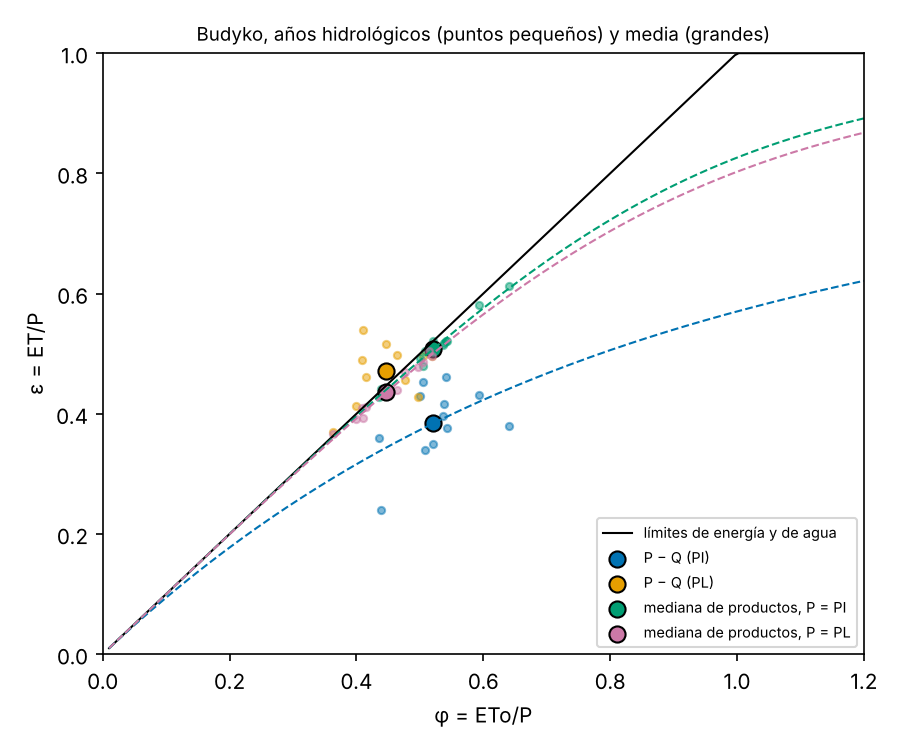 Budyko, años hidrológicos (puntos pequeños) y media (grandes)
1.0
0.8
0.6
0.4
0.2
0.0
ε = ET/P
límites de energía y de agua
P − Q (PI)
P − Q (PL)
mediana de productos, P = PI
mediana de productos, P = PL
0.0 0.2 0.4 0.6 0.8 1.0 1.2
φ = ETo/P